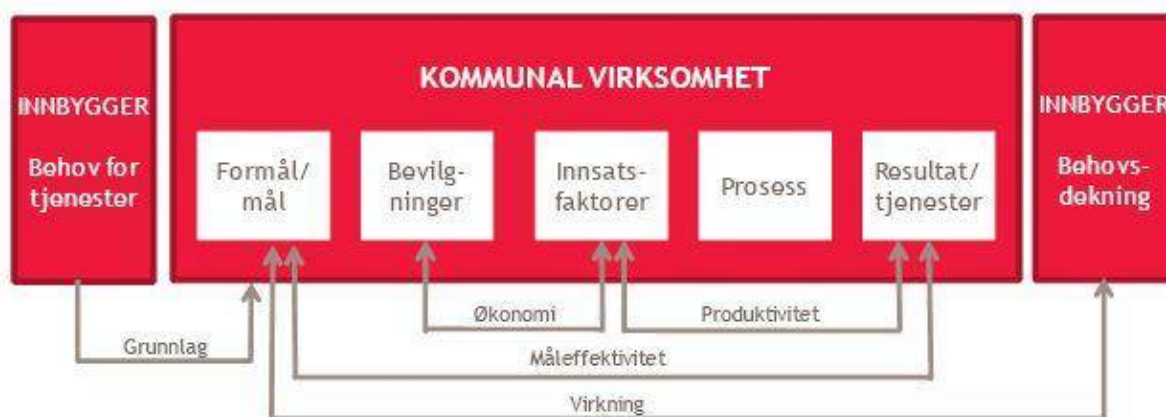 KOMMUNAL VIRKSOMHET
INNBYGGER
Behov for
tjenester
Formål/
mål
Bevilg-
ninger
Innsats-
faktorer
Prosess
Resultat/
tjenester
INNBYGGER
Behovs-
dekning
Økonomi
Produktivitet
Grunnlag
Måleffektivitet
Virkning